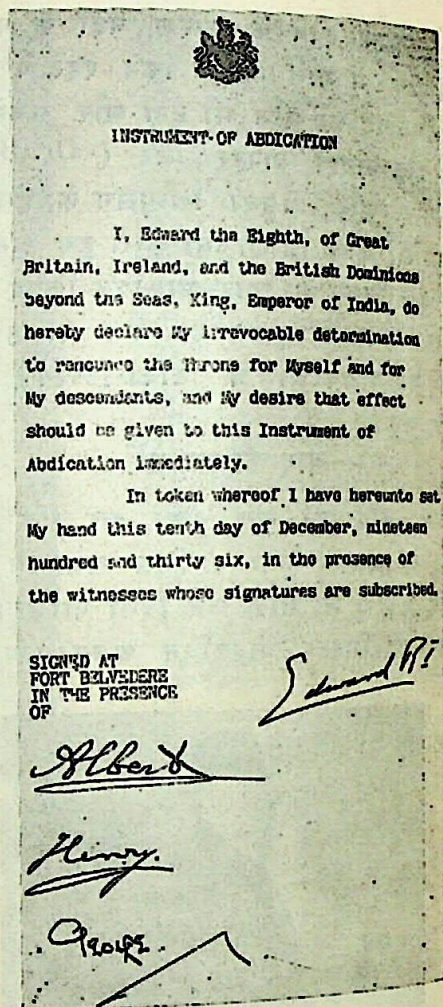 INSTRUMENT OF ABDICATION
I, Edward the Eighth, of Great
Britain, Ireland, and the British Dominions
beyond the Seas, King, Emperor of India, do
hereby declare My irrevocable determination
to renounce the Throne for Myself and for
My descendants, and My desire that effect
should be given to this Instrument of
Abdication immediately.
In token whereof I have hereunto set
My hand this tenth day of December, nineteen
hundred and thirty six, in the presence of
the witnesses whose signatures are subscribed.
SIGNED AT
FORT BELVEDERE
IN THE PRESENCE
OF
Edward RI
Albert
Henry.
George.